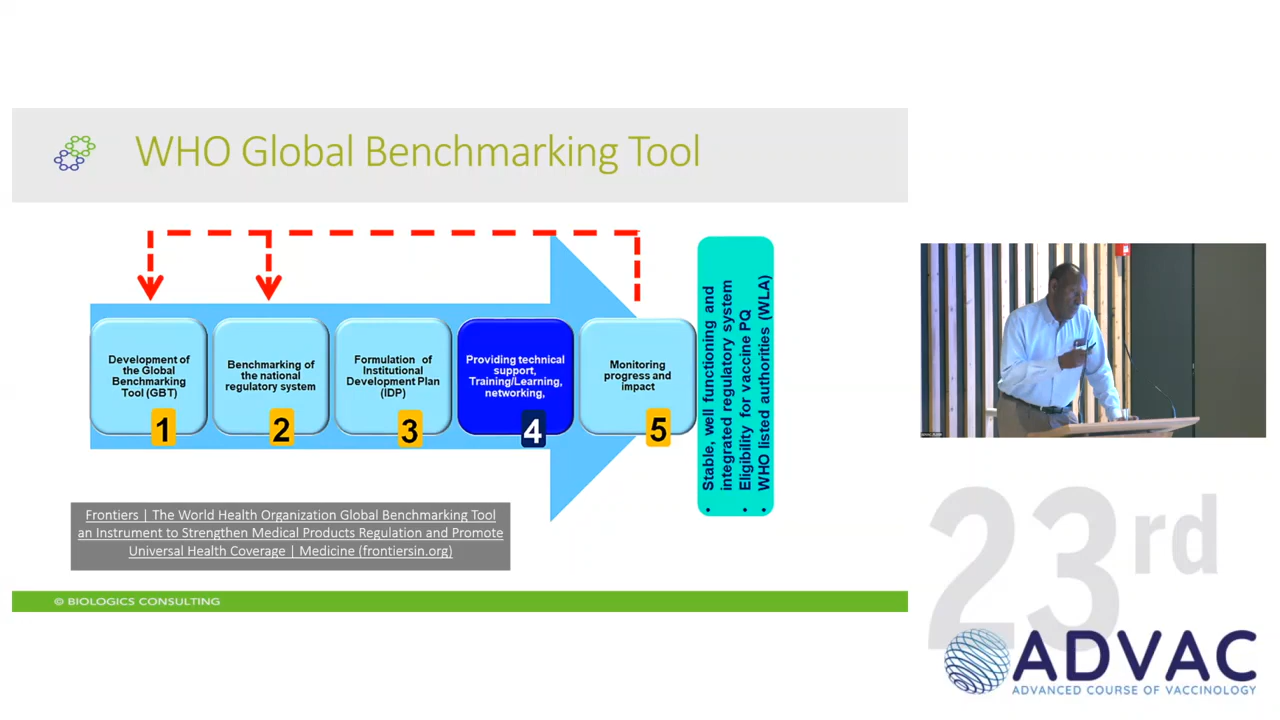 WHO Global Benchmarking Tool
Development of
the Global
Benchmarking
Tool (GBT)
1
Benchmarking of
the national
regulatory system
2
Formulation of
Institutional
Development Plan
(IDP)
3
Providing technical
support,
Training/Learning,
networking,
4
Monitoring
progress and
impact
5
• Stable, well functioning and
integrated regulatory system
• Eligibility for vaccine PQ
• WHO listed authorities (WLA)
Frontiers | The World Health Organization Global Benchmarking Tool
an Instrument to Strengthen Medical Products Regulation and Promote
Universal Health Coverage | Medicine (frontiersin.org)
© BIOLOGICS CONSULTING
23rd
ADVAC
ADVANCED COURSE OF VACCINOLOGY